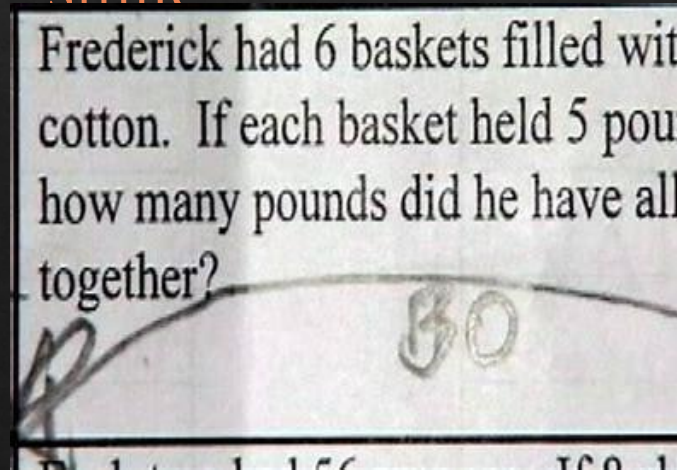 Frederick had 6 baskets filled wit
cotton. If each basket held 5 pou
how many pounds did he have all
together?
30